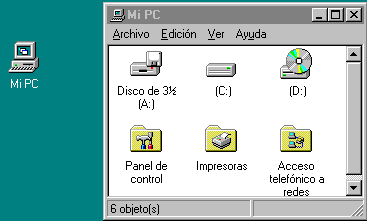 Mi PC
Mi PC
Archivo Edición Ver Ayuda
Disco de 3½ (C:) (D:)
(A:)
Panel de Impresoras Acceso
control telefónico a
redes
6 objeto(s)